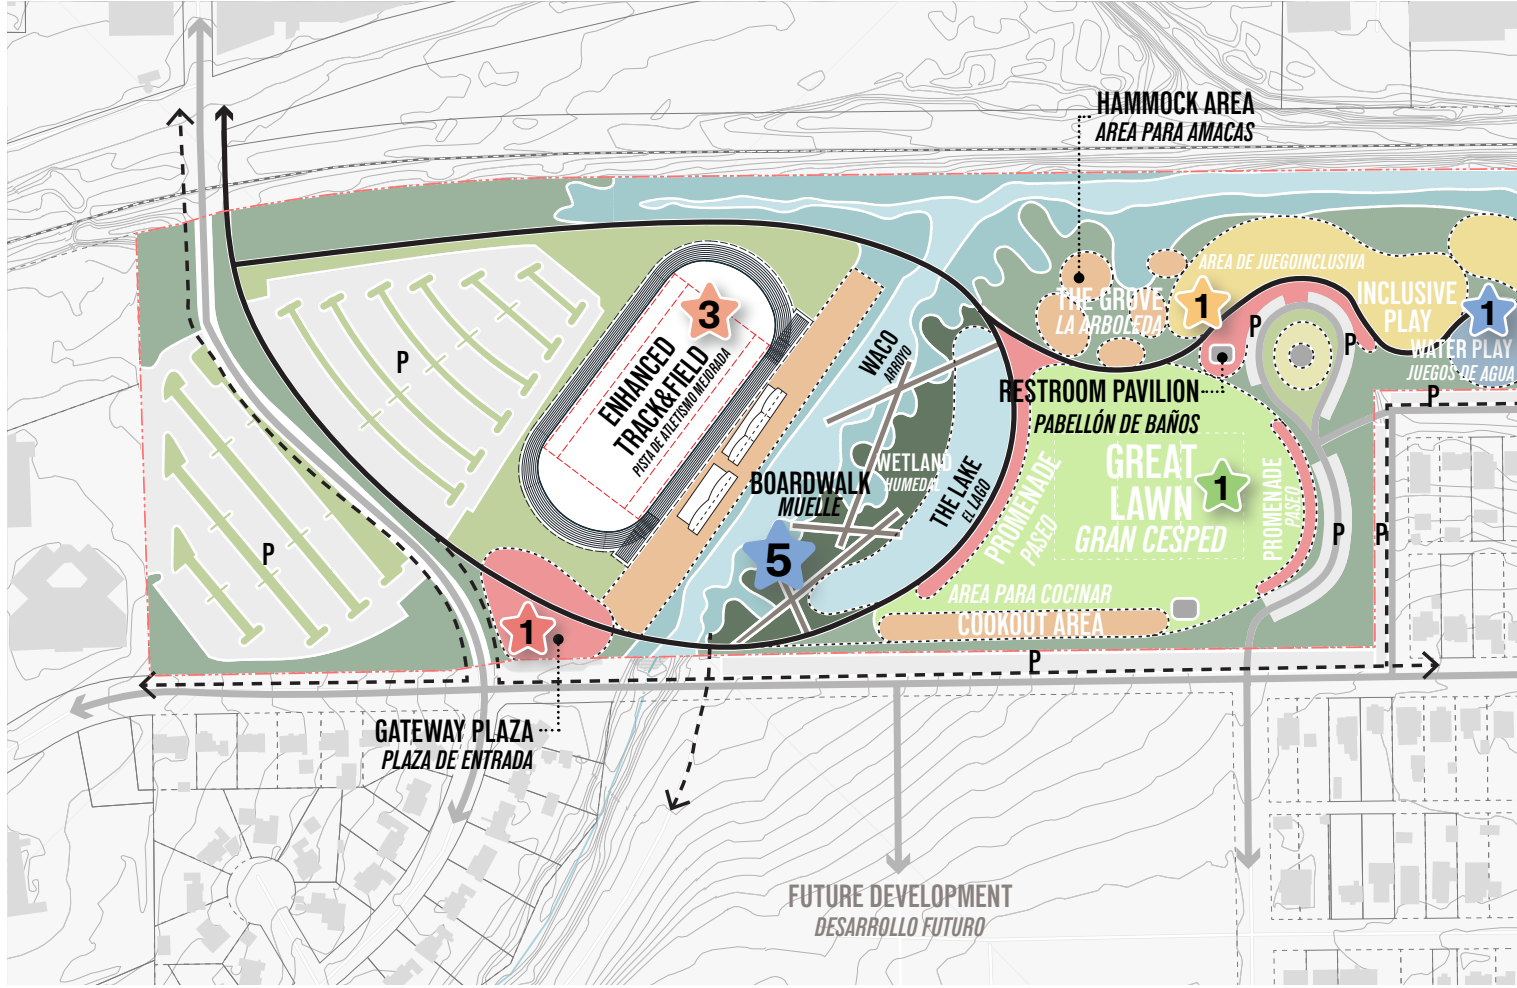 HAMMOCK AREA
AREA PARA AMACAS
AREA DE JUEGOINCLUSIVA
THE GROVE
LA ARBOLEDA
1
INCLUSIVE
PLAY
1
WATER PLAY
JUEGOS DE AGUA
P
P
P
P
3
ENHANCED
TRACK&FIELD
PISTA DE ATLETISMO MEJORADA
WACO
ARROYO
RESTROOM PAVILION
PABELLÓN DE BAÑOS
BOARDWALK
MUELLE
5
WETLAND
HUMEDAL
THE LAKE
EL LAGO
PROMENADE
PASEO
GREAT
LAWN
GRAN CESPED
1
PROMENADE
PASEO
P
P
P
AREA PARA COCINAR
COOKOUT AREA
1
P
GATEWAY PLAZA
PLAZA DE ENTRADA
FUTURE DEVELOPMENT
DESARROLLO FUTURO